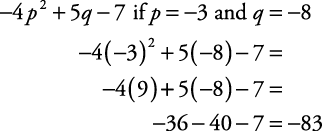 −4p² + 5q − 7 if p = −3 and q = −8
−4(−3)² + 5(−8) − 7 =
−4(9) + 5(−8) − 7 =
−36 − 40 − 7 = −83